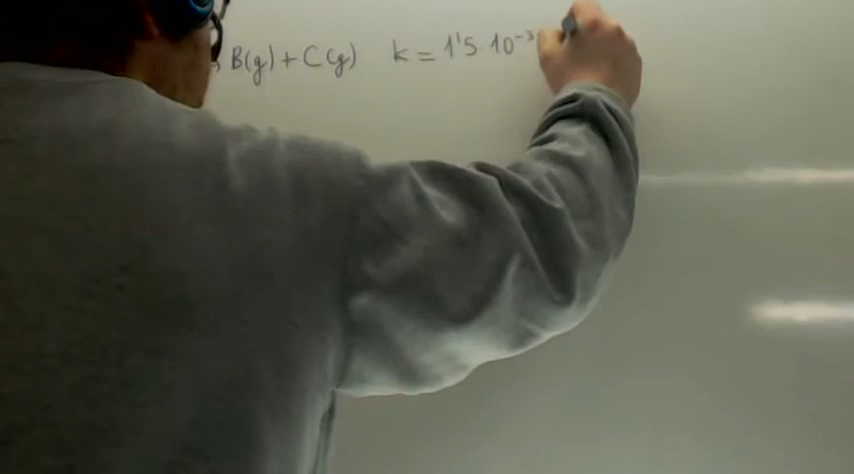 B(g) + C(g) k = 1'5 10⁻³